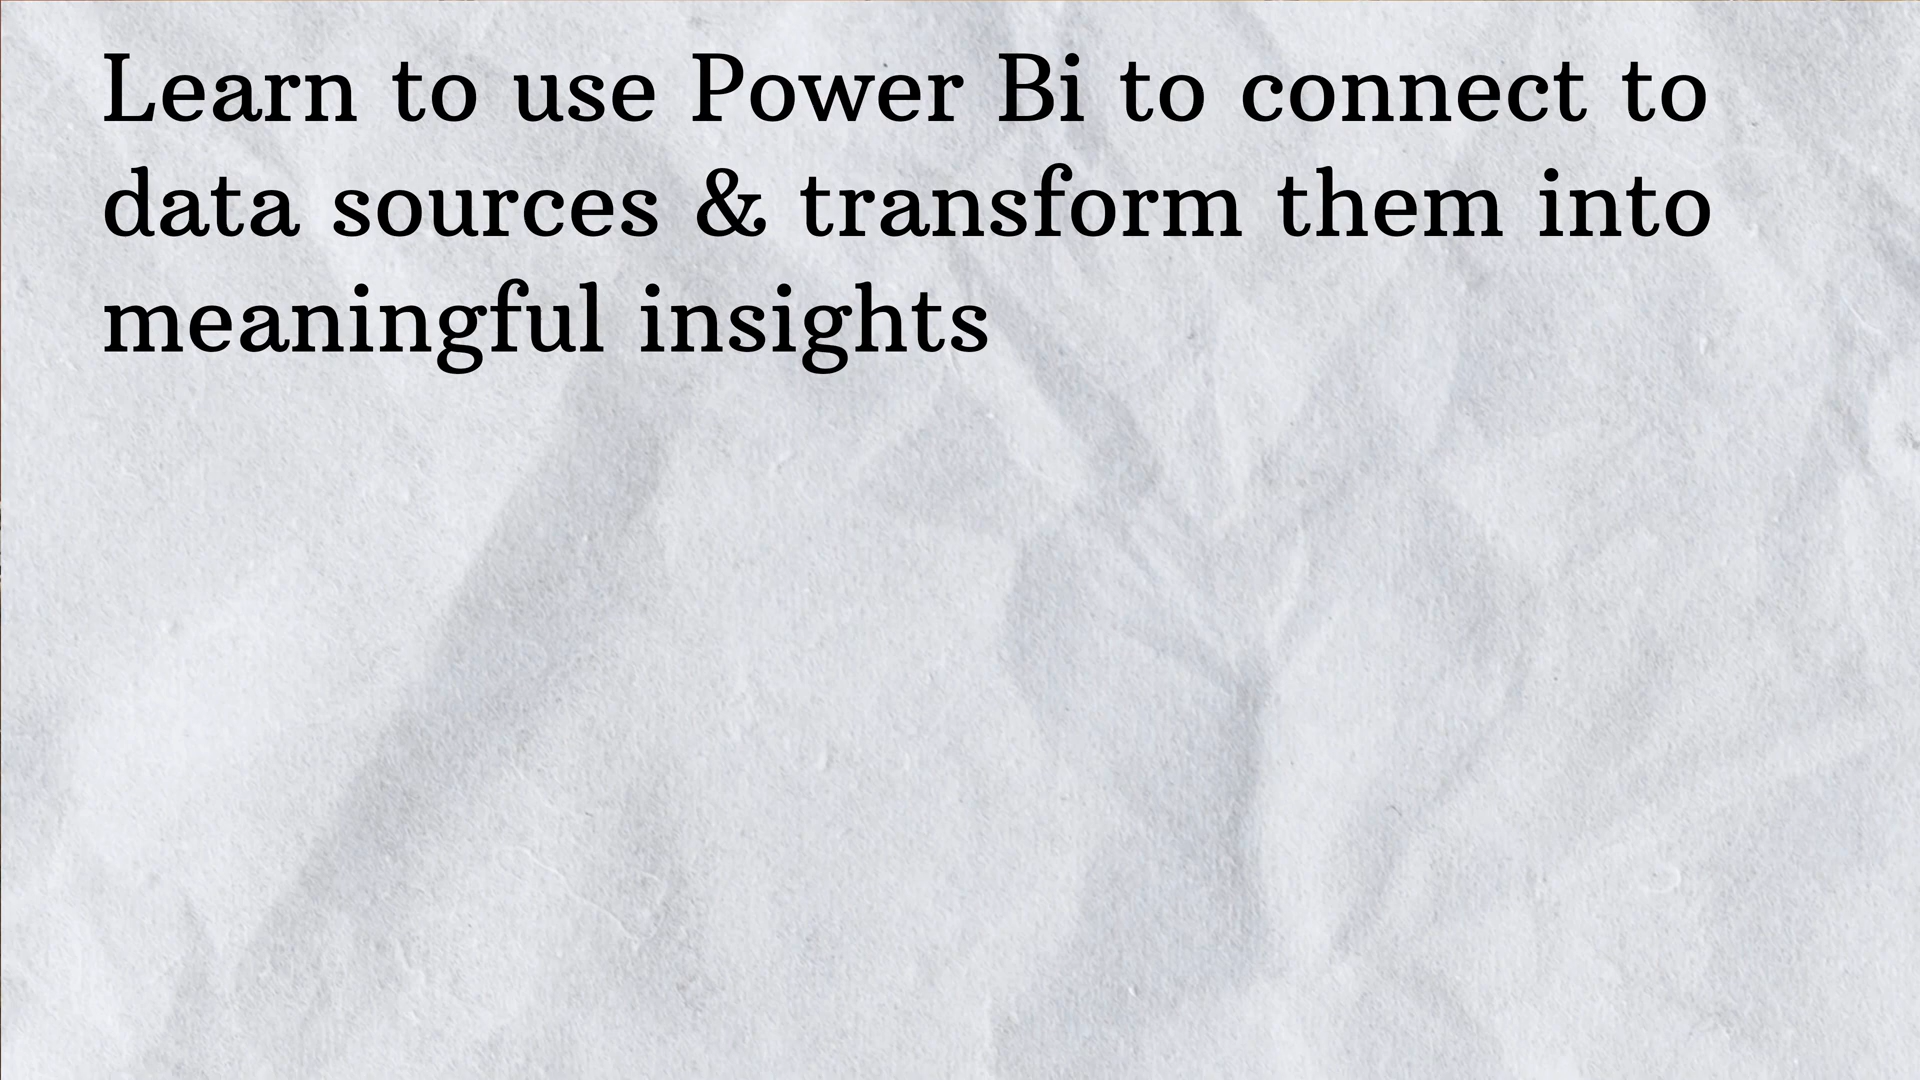 Learn to use Power Bi to connect to
data sources & transform them into
meaningful insights